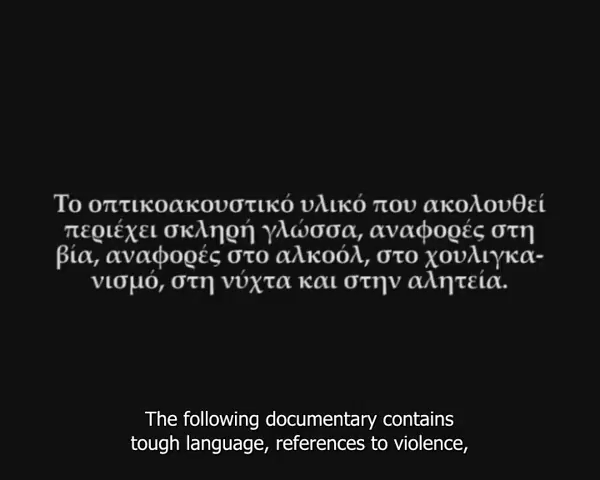 Το οπτικοακουστικό υλικό που ακολουθεί
περιέχει σκληρή γλώσσα, αναφορές στη
βία, αναφορές στο αλκοόλ, στο χουλιγκα-
νισμό, στη νύχτα και στην αλητεία.
The following documentary contains
tough language, references to violence,